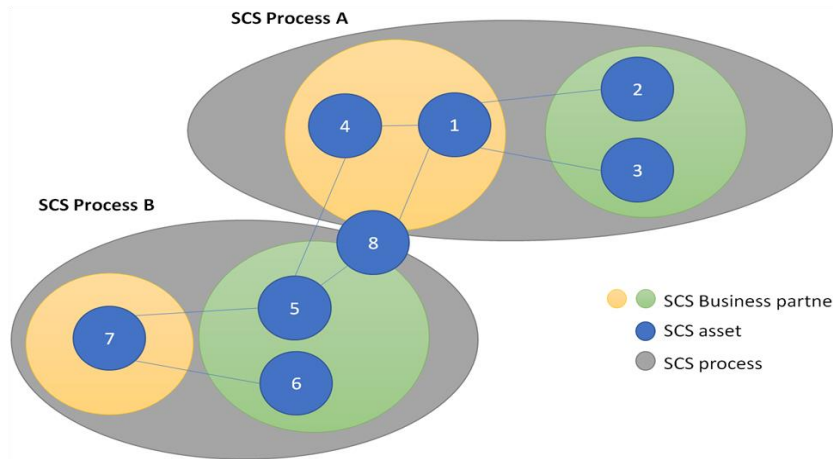 SCS Process A
2
4
1
3
SCS Process B
8
5
7
6
SCS Business partne
SCS asset
SCS process